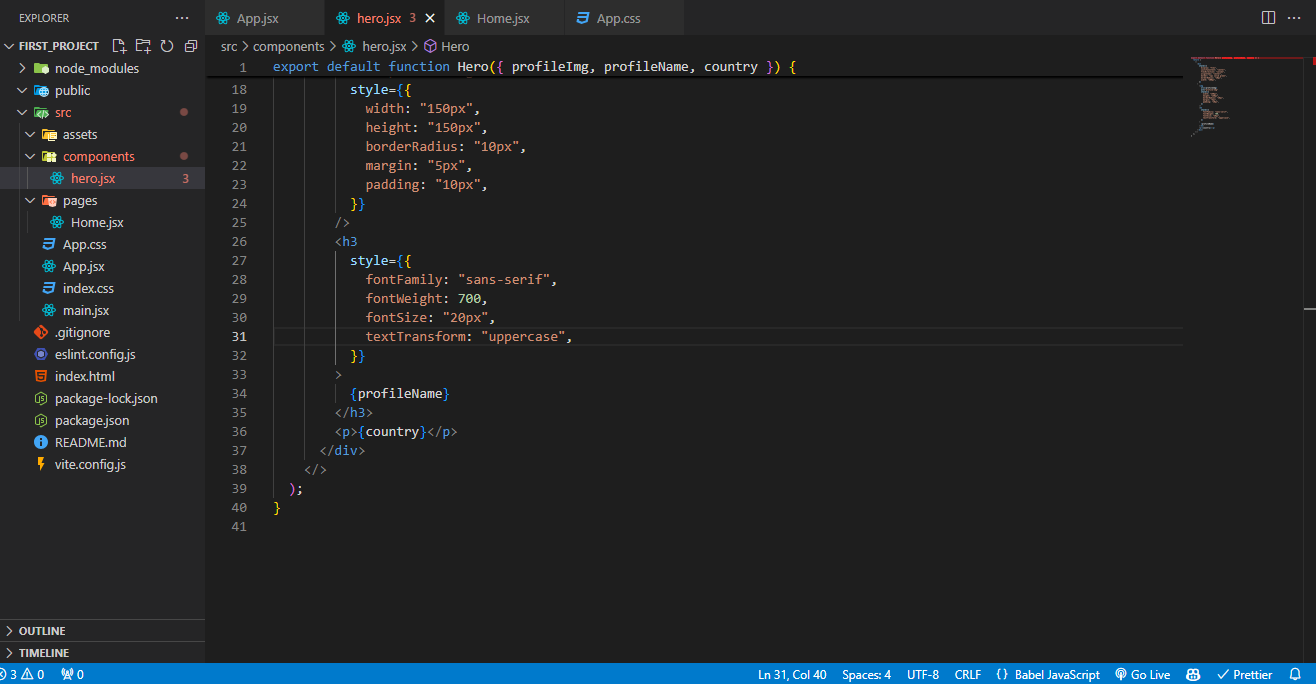 EXPLORER
FIRST_PROJECT
node_modules
public
src
assets
components
hero.jsx 3
pages
Home.jsx
App.css
App.jsx
index.css
main.jsx
.gitignore
eslint.config.js
index.html
package-lock.json
package.json
README.md
vite.config.js
OUTLINE
TIMELINE
App.jsx hero.jsx 3 Home.jsx App.css
src components hero.jsx Hero
1 export default function Hero({ profileImg, profileName, country }) {
18 style={{
19 width: "150px",
20 height: "150px",
21 borderRadius: "10px",
22 margin: "5px",
23 padding: "10px",
24 }}
25 />
26 <h3
27 style={{
28 fontFamily: "sans-serif",
29 fontWeight: 700,
30 fontSize: "20px",
31 textTransform: "uppercase",
32 }}
33 >
34 {profileName}
35 </h3>
36 <p>{country}</p>
37 </div>
38 </>
39 );
40 }
41
3 0 0 Ln 31, Col 40 Spaces: 4 UTF-8 CRLF {} Babel JavaScript Go Live Prettier